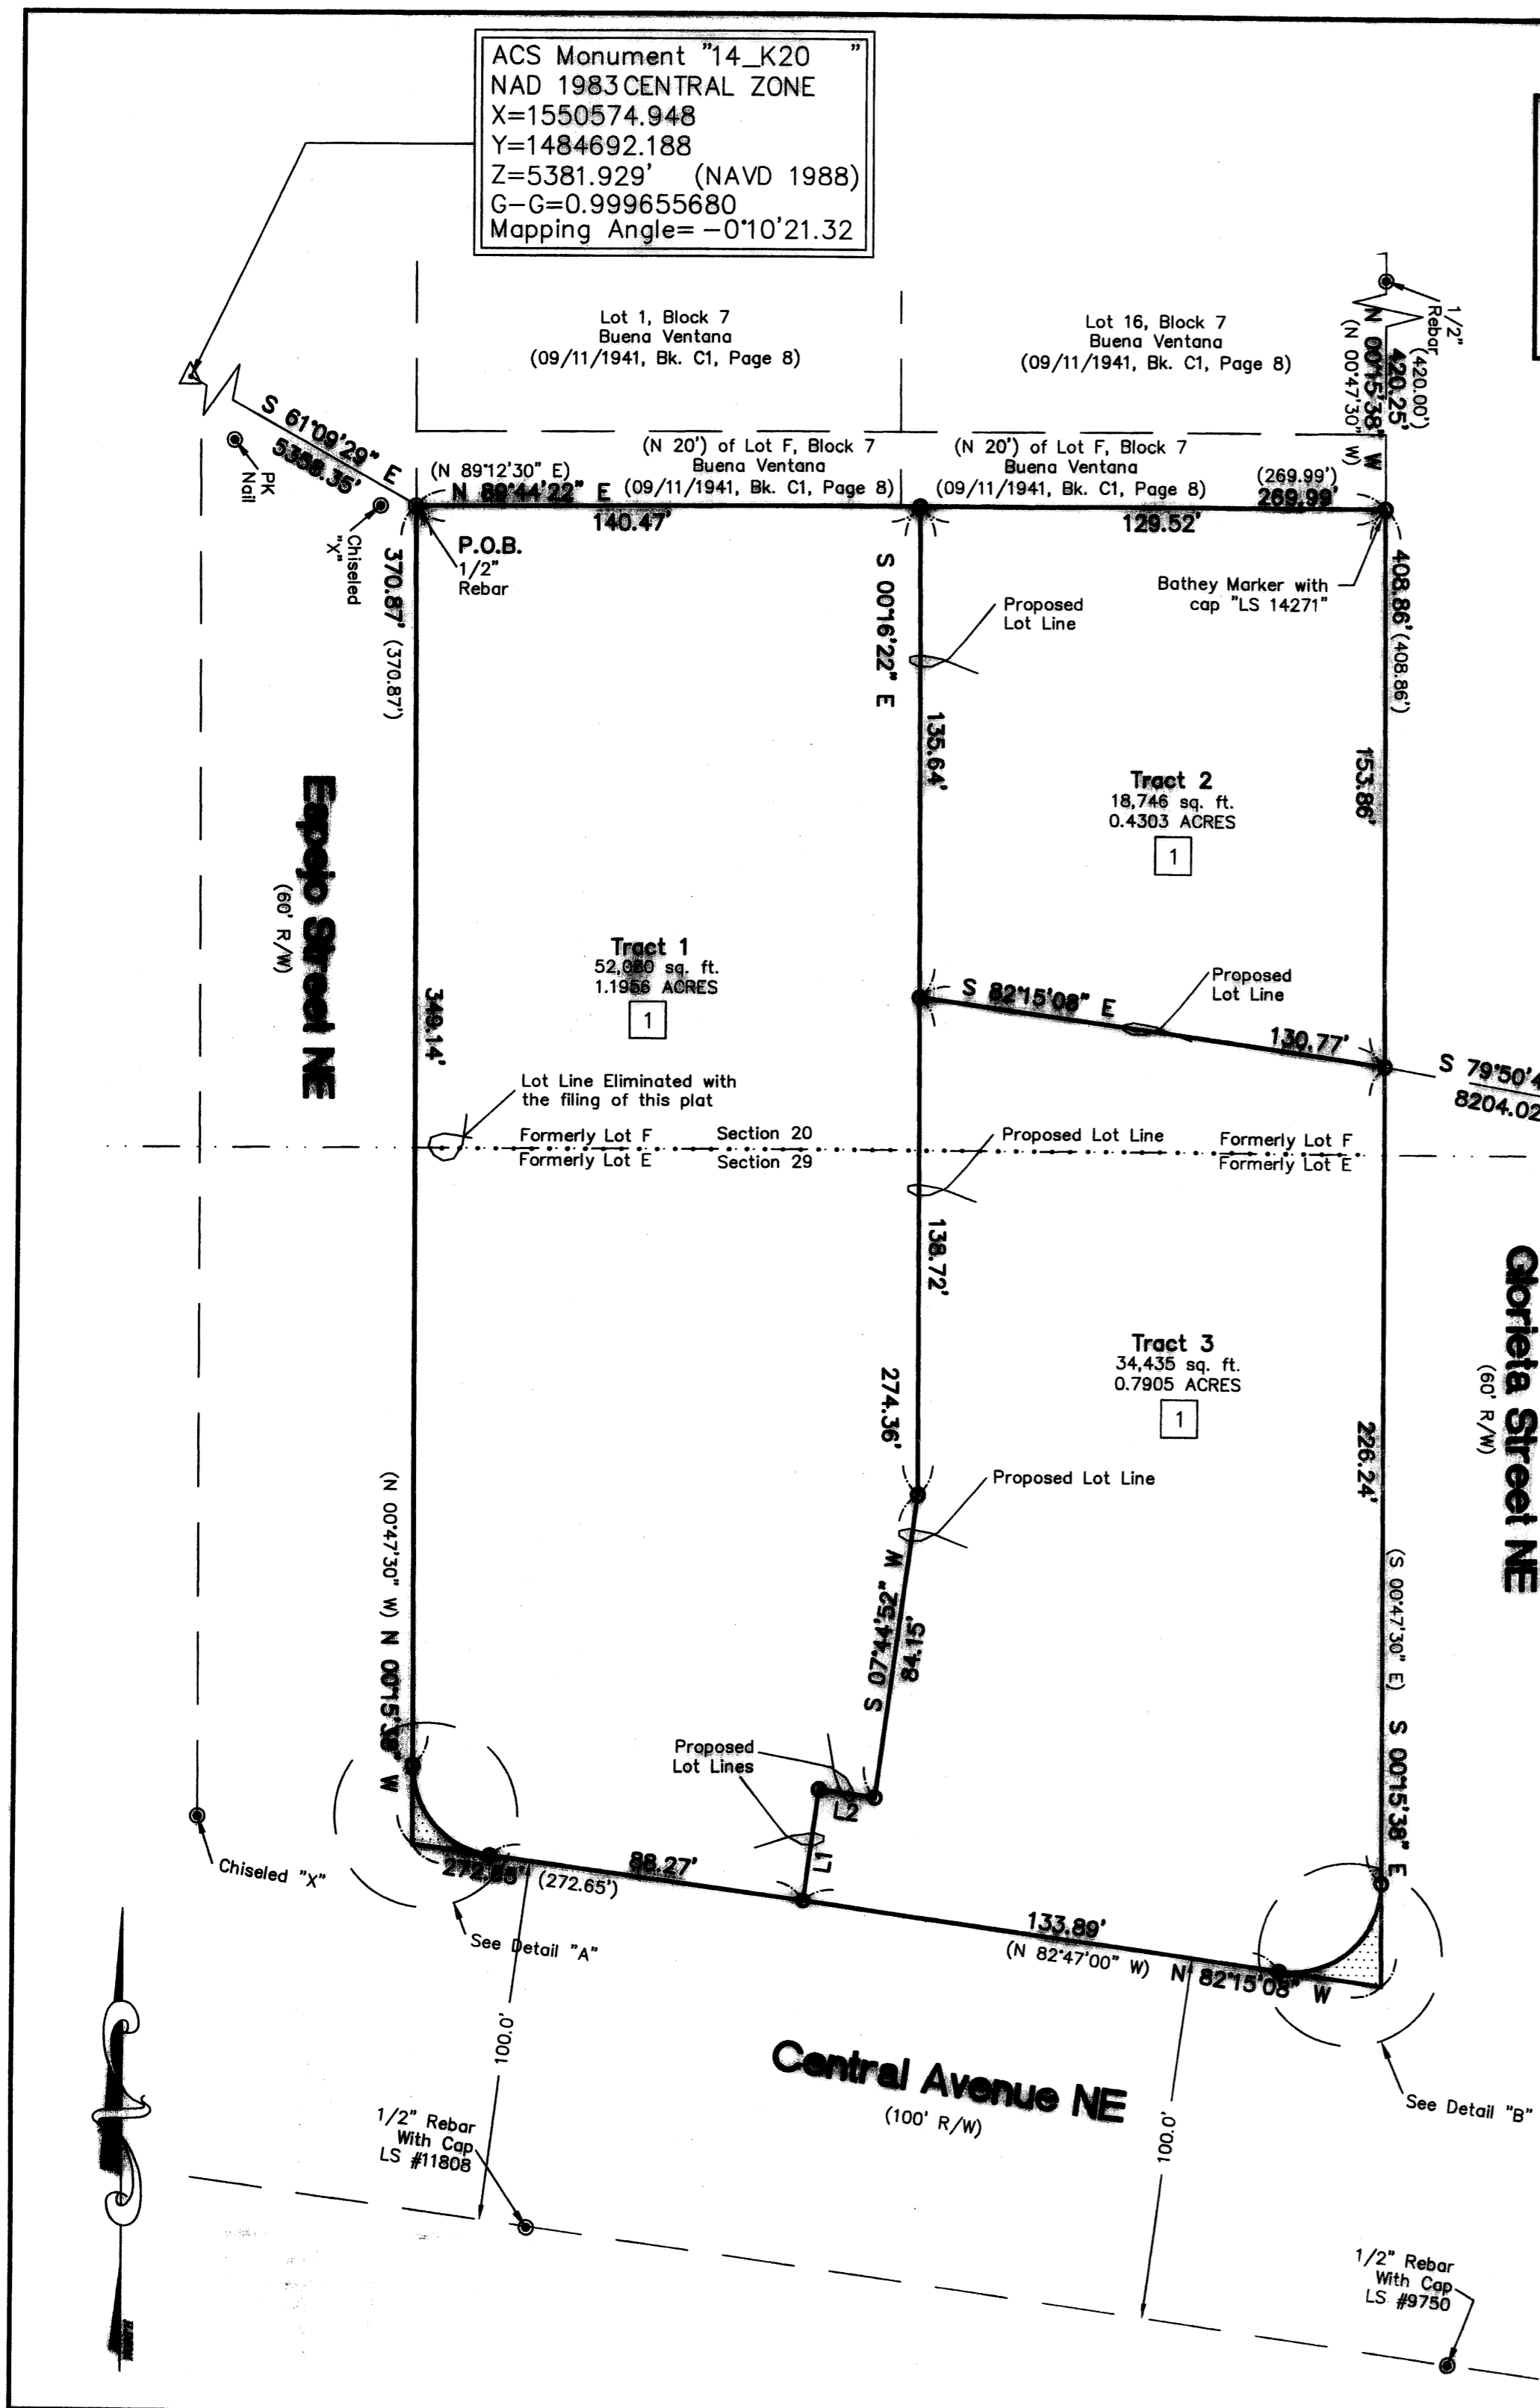 ACS Monument "14_K20 "
NAD 1983 CENTRAL ZONE
X=1550574.948
Y=1484692.188
Z=5381.929' (NAVD 1988)
G-G=0.999655680
Mapping Angle= -0°10'21.32
Lot 1, Block 7
Buena Ventana
(09/11/1941, Bk. C1, Page 8)
Lot 16, Block 7
Buena Ventana
(09/11/1941, Bk. C1, Page 8)
1/2"
Rebar
(420.00')
420.25'
N 00°15'38" W
(N 00°47'30" W)
S 61°09'29" E
5358.35'
PK
Nail
Chiseled
"X"
(N 20') of Lot F, Block 7
Buena Ventana
(09/11/1941, Bk. C1, Page 8)
(N 20') of Lot F, Block 7
Buena Ventana
(09/11/1941, Bk. C1, Page 8)
(N 89°12'30" E)
N 89°44'22" E
140.47'
129.52'
(269.99')
269.99'
P.O.B.
1/2"
Rebar
370.87' (370.87')
S 00°16'22" E
Proposed
Lot Line
Bathey Marker with
cap "LS 14271"
408.86' (408.86')
135.64'
153.86'
Tract 2
18,746 sq. ft.
0.4303 ACRES
1
Espejo Street NE
(60' R/W)
Tract 1
sq. ft.
1.1956 ACRES
1
349.14'
S 82°15'08" E
130.77'
Proposed
Lot Line
S 79°50'4
8204.02
Lot Line Eliminated with
the filing of this plat
Formerly Lot F
Section 20
Formerly Lot E
Section 29
Proposed Lot Line
Formerly Lot F
Formerly Lot E
138.72'
274.36'
Tract 3
34,435 sq. ft.
0.7905 ACRES
1
Glorieta Street NE
(60' R/W)
226.24'
Proposed Lot Line
S 07°44'52" W
84.15'
(N 00°47'30" W) N 00°15'38" W
(S 00°47'30" E) S 00°15'38" E
Proposed
Lot Lines
L2
L1
Chiseled "X"
88.27'
272.65' (272.65')
See Detail "A"
133.89'
(N 82°47'00" W) N 82°15'08" W
100.0'
100.0'
Central Avenue NE
(100' R/W)
See Detail "B"
1/2" Rebar
With Cap
LS #11808
1/2" Rebar
With Cap
LS #9750